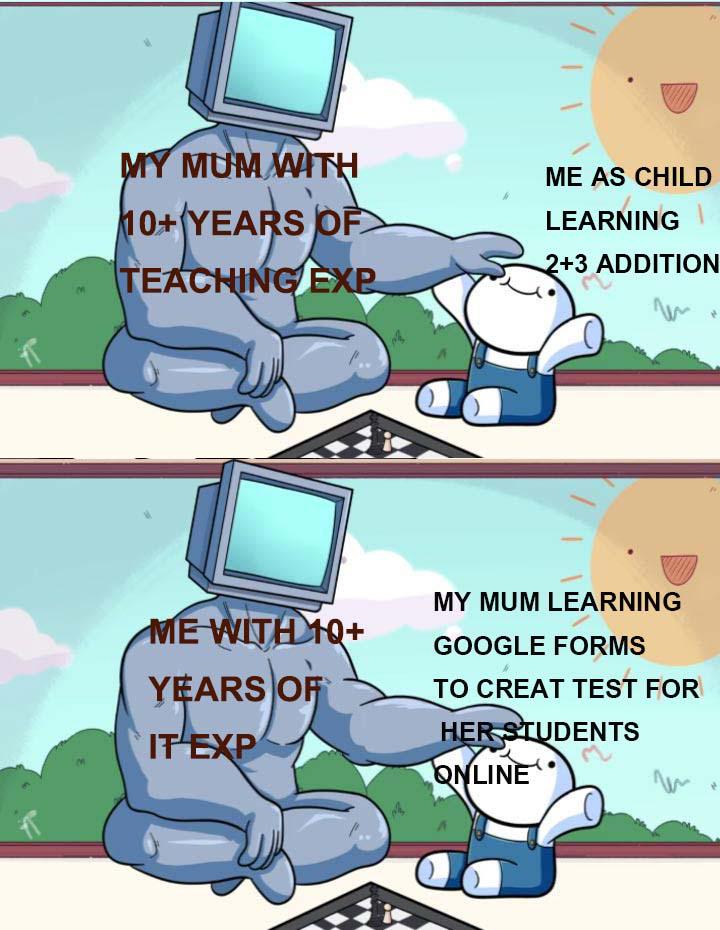 MY MUM WITH
10+ YEARS OF
TEACHING EXP
ME AS CHILD
LEARNING
2+3 ADDITION
ME WITH 10+
YEARS OF
IT EXP
MY MUM LEARNING
GOOGLE FORMS
TO CREAT TEST FOR
HER STUDENTS
ONLINE